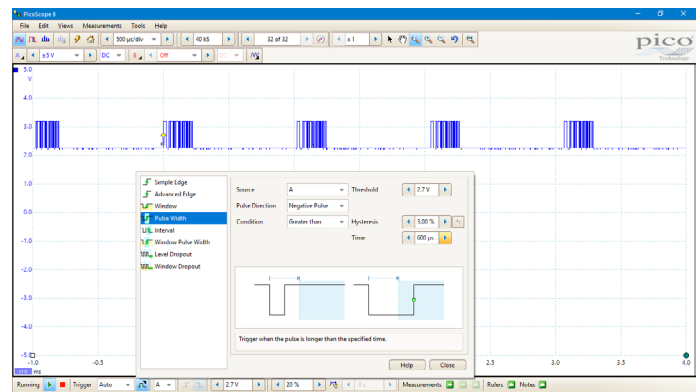 PicoScope 6
File Edit Views Measurements Tools Help
500 µs/div 40 kS 32 of 32 x 1
pico
Technology
A ±5 V DC B Off DC
5.0
V
4.0
3.0
2.0
1.0
0.0
-1.0
-2.0
-3.0
-4.0
-5.0
Simple Edge
Advanced Edge
Window
Pulse Width
Interval
Window Pulse Width
Level Dropout
Window Dropout
Source A Threshold 2.7 V
Pulse Direction Negative Pulse
Condition Greater than Hysteresis 3.00 %
Time 600 µs
Trigger when the pulse is longer than the specified time.
Help Close
-1.0 -0.5 2.5 3.0 3.5 4.0
ms
Running Trigger Auto A 2.7 V 20 % Measurements Rulers Notes